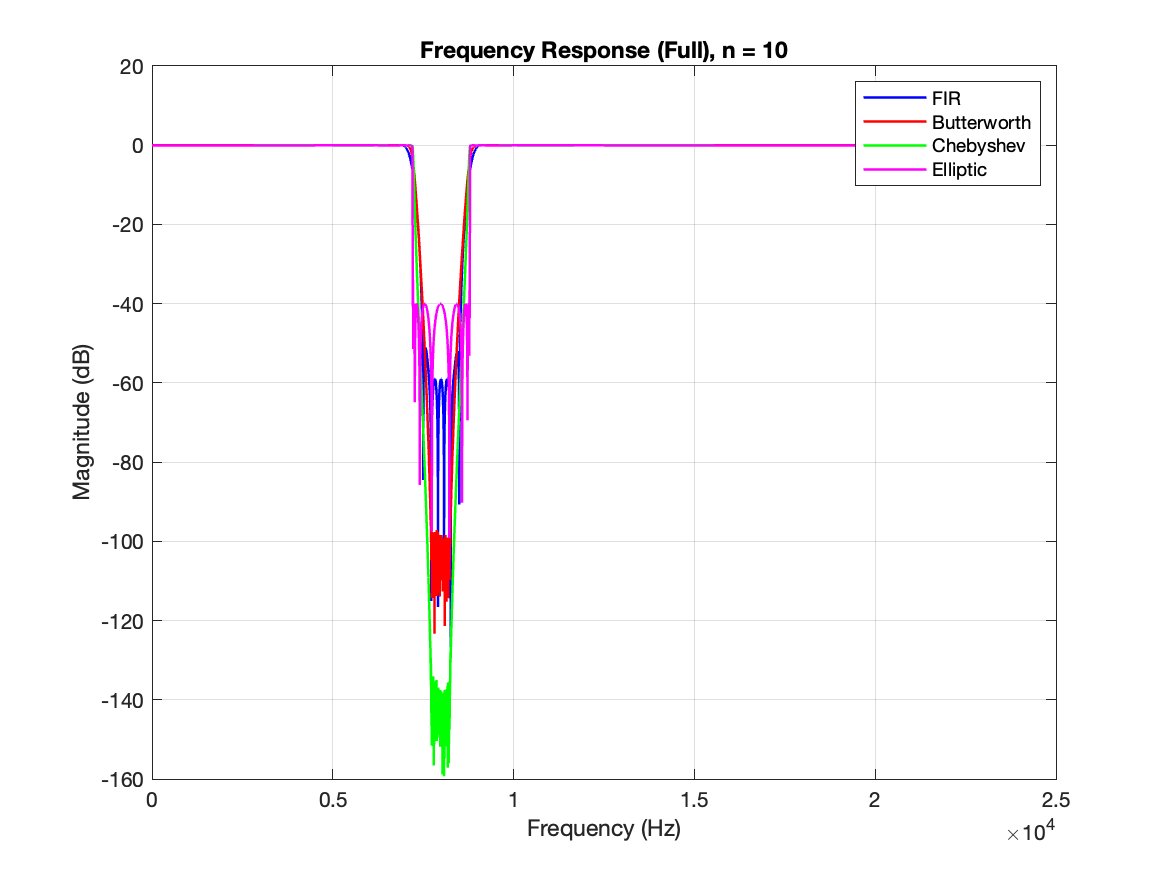 Frequency Response (Full), n = 10
20
0
-20
-40
-60
-80
-100
-120
-140
-160
Magnitude (dB)
FIR
Butterworth
Chebyshev
Elliptic
0 0.5 1 1.5 2 2.5
Frequency (Hz)
×10^4